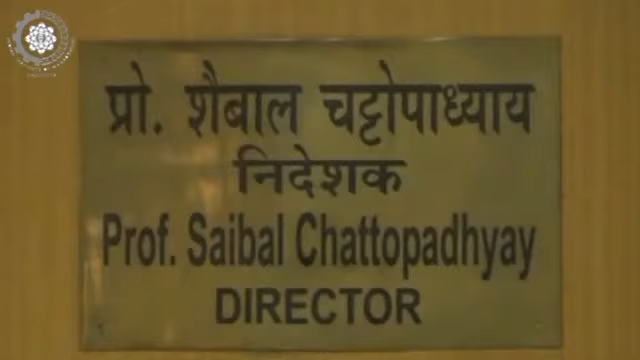 प्रो. शैबाल चट्टोपाध्याय
निदेशक
Prof. Saibal Chattopadhyay
DIRECTOR